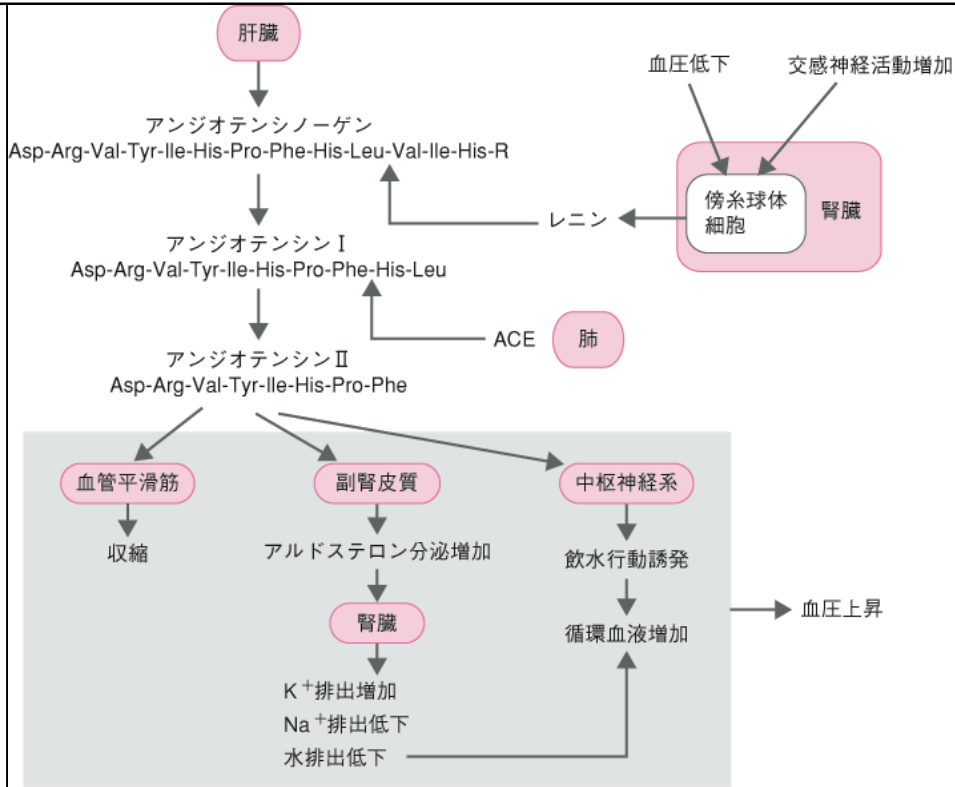 肝臓
血圧低下
交感神経活動増加
アンジオテンシノーゲン
Asp-Arg-Val-Tyr-Ile-His-Pro-Phe-His-Leu-Val-Ile-His-R
傍糸球体
細胞
腎臓
レニン
アンジオテンシンⅠ
Asp-Arg-Val-Tyr-Ile-His-Pro-Phe-His-Leu
ACE
肺
アンジオテンシンⅡ
Asp-Arg-Val-Tyr-Ile-His-Pro-Phe
血管平滑筋
副腎皮質
中枢神経系
収縮
アルドステロン分泌増加
飲水行動誘発
腎臓
循環血液増加
血圧上昇
K⁺排出増加
Na⁺排出低下
水排出低下